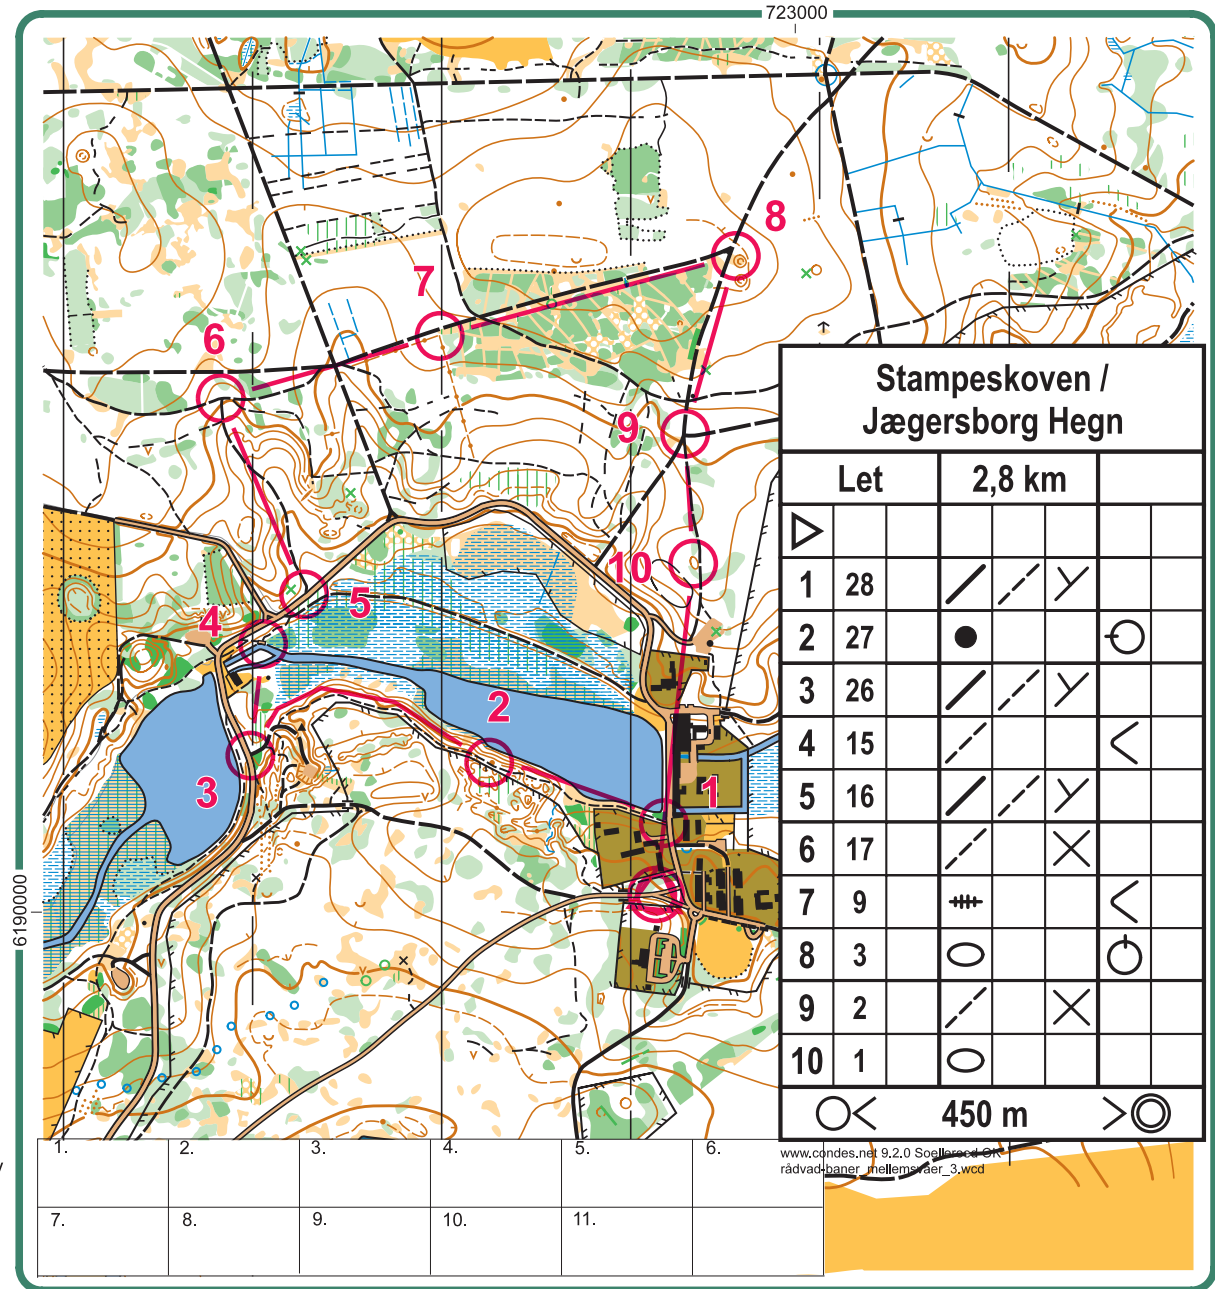 723000
6190000
8
7
6
9
10
5
4
2
3
1
Stampeskoven /
Jægersborg Hegn
Let 2,8 km
1 28
2 27
3 26
4 15
5 16
6 17
7 9
8 3
9 2
10 1
450 m
www.condes.net 9.2.0 Soelleroed OK
rådvad-baner_mellemsvaer_3.wcd
1. 2. 3. 4. 5. 6.
7. 8. 9. 10. 11.